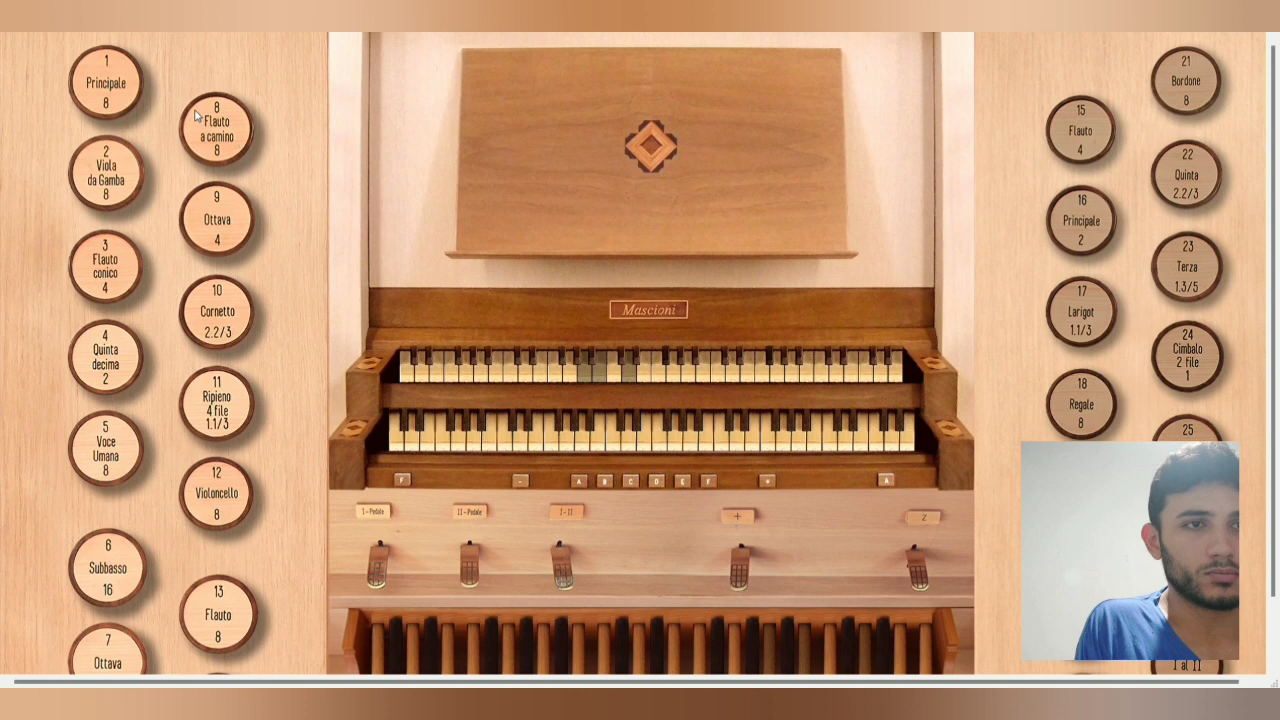 1
Principale
8
2
Viola
da Gamba
8
3
Flauto
conico
4
4
Quinta
decima
2
5
Voce
Umana
8
6
Subbasso
16
7
Ottava
8
Flauto
a camino
8
9
Ottava
4
10
Cornetto
2.2/3
11
Ripieno
4 file
1.1/3
12
Violoncello
8
13
Flauto
8
Mascioni
F
-
A B C D E F
+
A
I-Pedale
II-Pedale
I-II
+
Z
15
Flauto
4
16
Principale
2
17
Larigot
1.1/3
18
Regale
8
21
Bordone
8
22
Quinta
2.2/3
23
Terza
1.3/5
24
Cimbalo
2 file
1
25
1 al 11